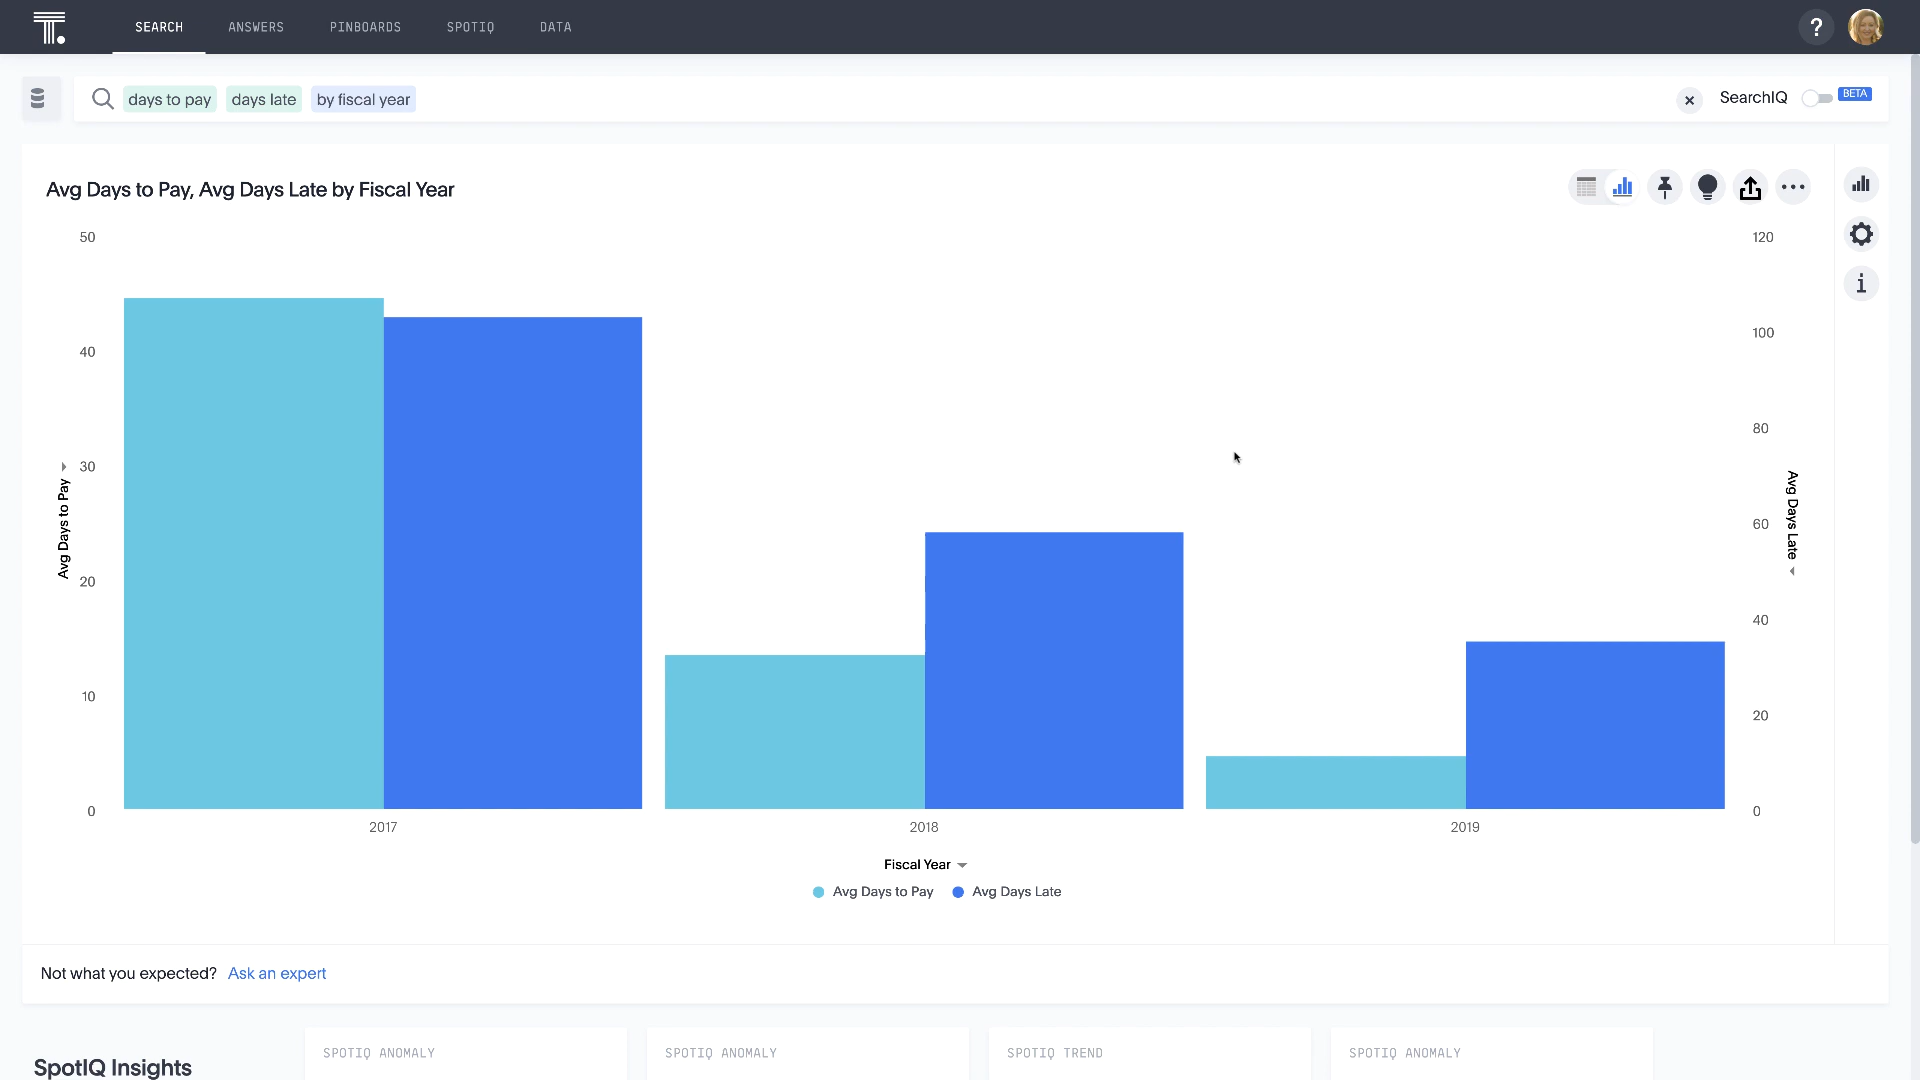 T.
SEARCH ANSWERS PINBOARDS SPOTIQ DATA ?
days to pay days late by fiscal year SearchIQ BETA
Avg Days to Pay, Avg Days Late by Fiscal Year
50 120
40 100
30 80
20 60
10 40
0 20
0
Avg Days to Pay
Avg Days Late
2017 2018 2019
Fiscal Year
Avg Days to Pay Avg Days Late
Not what you expected? Ask an expert
SpotIQ Insights
SPOTIQ ANOMALY SPOTIQ ANOMALY SPOTIQ TREND SPOTIQ ANOMALY